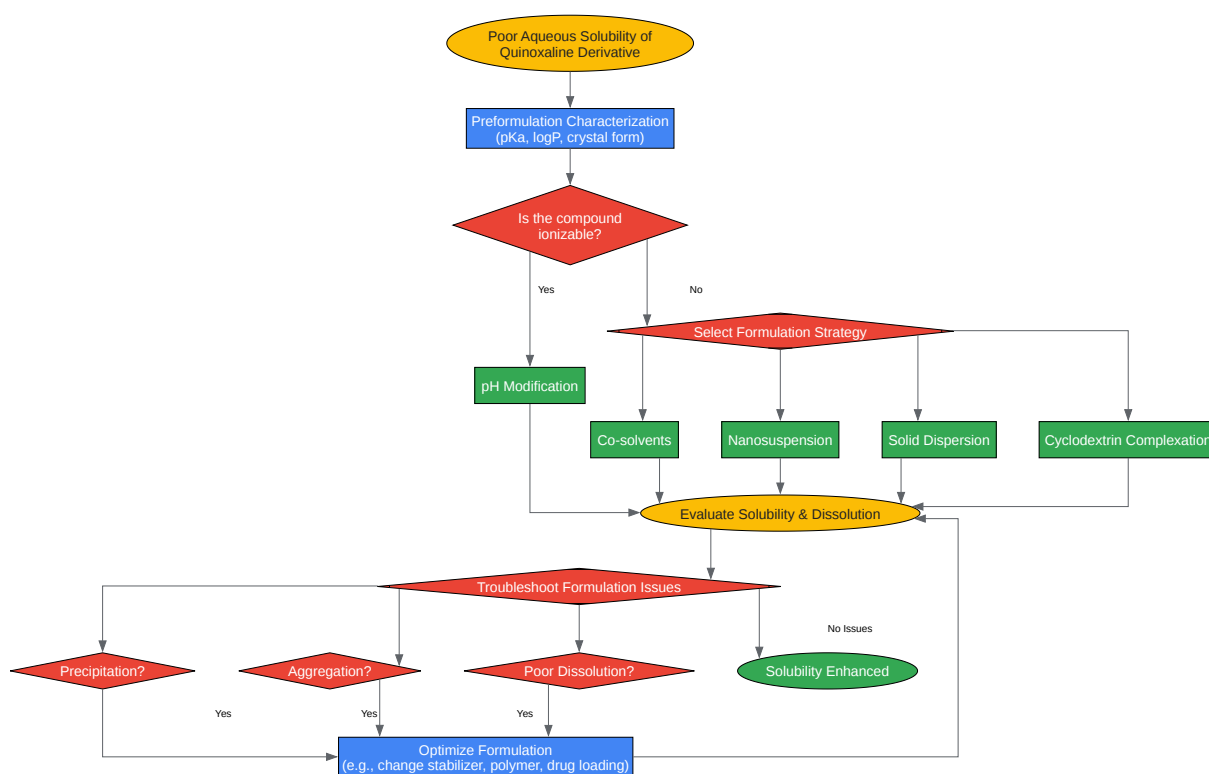 Poor Aqueous Solubility of
Quinoxaline Derivative
Preformulation Characterization
(pKa, logP, crystal form)
Is the compound
ionizable?
Yes
No
Select Formulation Strategy
pH Modification
Co-solvents
Nanosuspension
Solid Dispersion
Cyclodextrin Complexation
Evaluate Solubility & Dissolution
Troubleshoot Formulation Issues
No Issues
Precipitation?
Aggregation?
Poor Dissolution?
Solubility Enhanced
Yes
Yes
Yes
Optimize Formulation
(e.g., change stabilizer, polymer, drug loading)